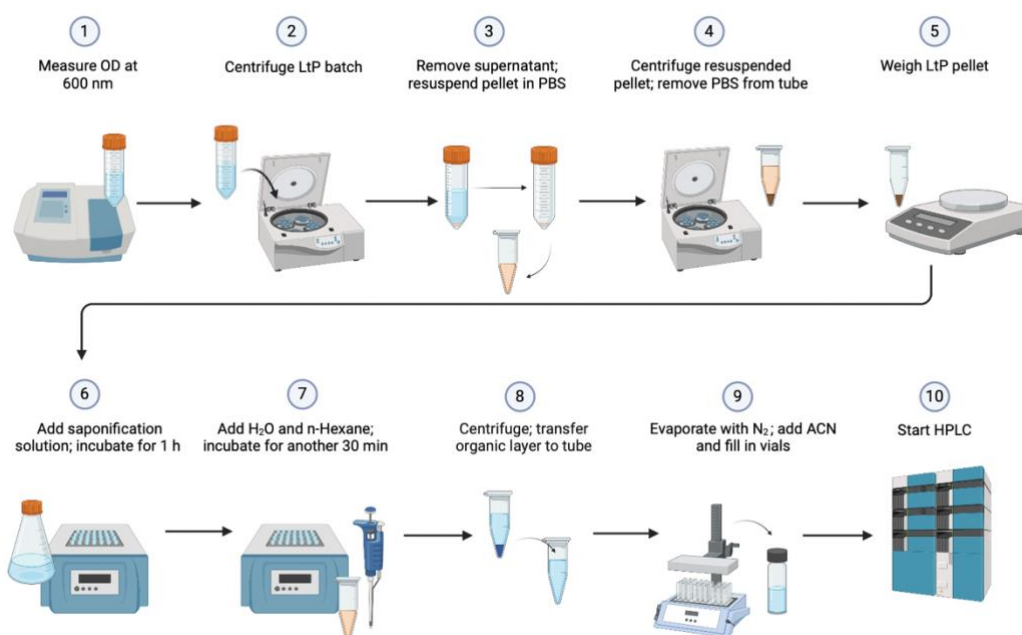 1
Measure OD at
600 nm
2
Centrifuge LtP batch
3
Remove supernatant;
resuspend pellet in PBS
4
Centrifuge resuspended
pellet; remove PBS from tube
5
Weigh LtP pellet
6
Add saponification
solution; incubate for 1 h
7
Add H₂O and n-Hexane;
incubate for another 30 min
8
Centrifuge; transfer
organic layer to tube
9
Evaporate with N₂; add ACN
and fill in vials
10
Start HPLC